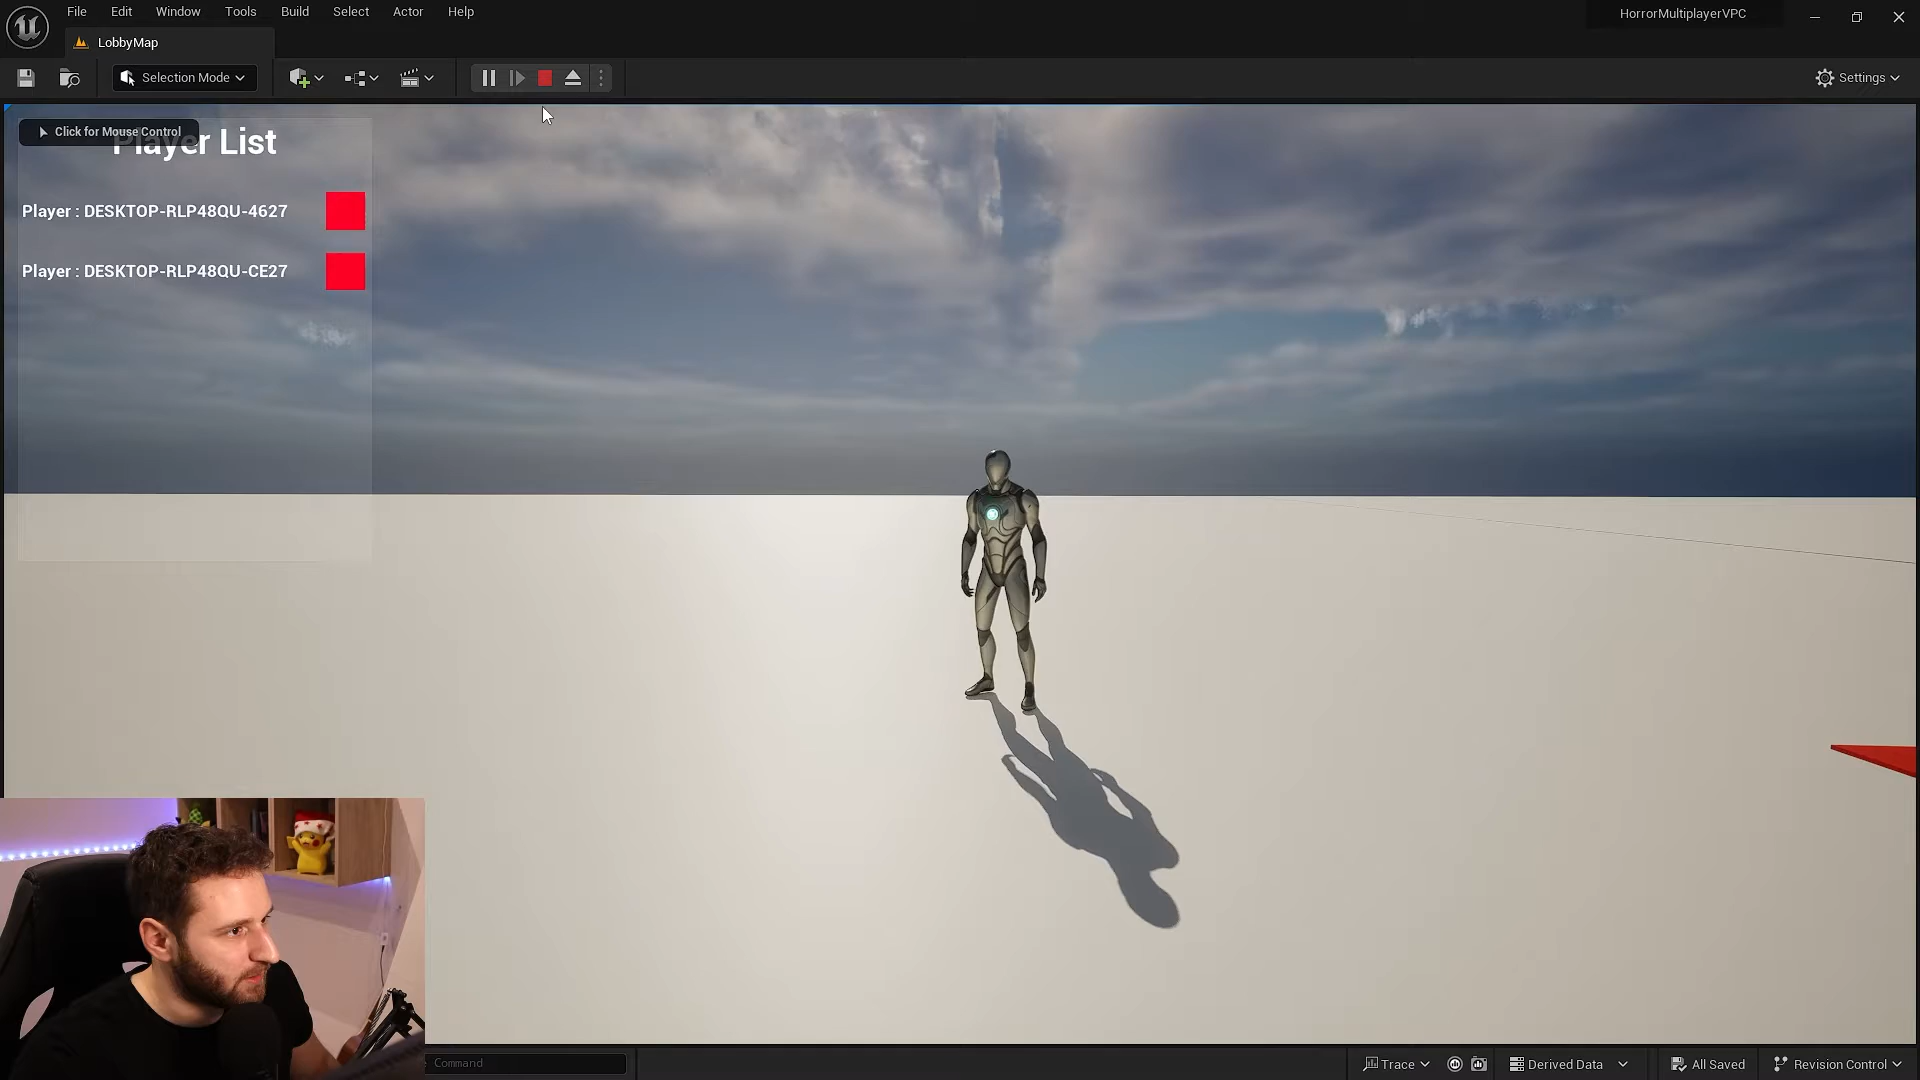 File Edit Window Tools Build Select Actor Help
HorrorMultiplayerVPC
LobbyMap
Selection Mode
Settings
Click for Mouse Control
Player List
Player : DESKTOP-RLP48QU-4627
Player : DESKTOP-RLP48QU-CE27
Command
Trace
Derived Data
All Saved
Revision Control